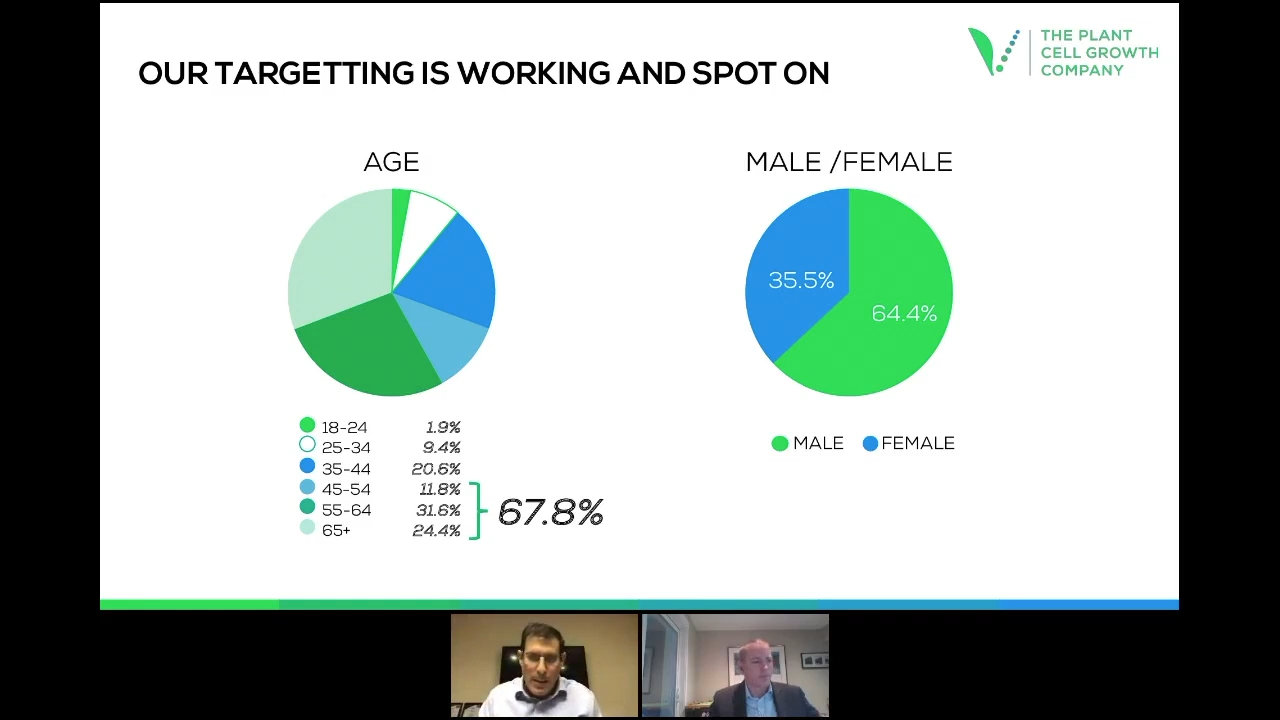 OUR TARGETTING IS WORKING AND SPOT ON
THE PLANT
CELL GROWTH
COMPANY
AGE
MALE /FEMALE
35.5%
64.4%
18-24 1.9%
25-34 9.4%
35-44 20.6%
45-54 11.8%
55-64 31.6%
65+ 24.4%
67.8%
MALE FEMALE